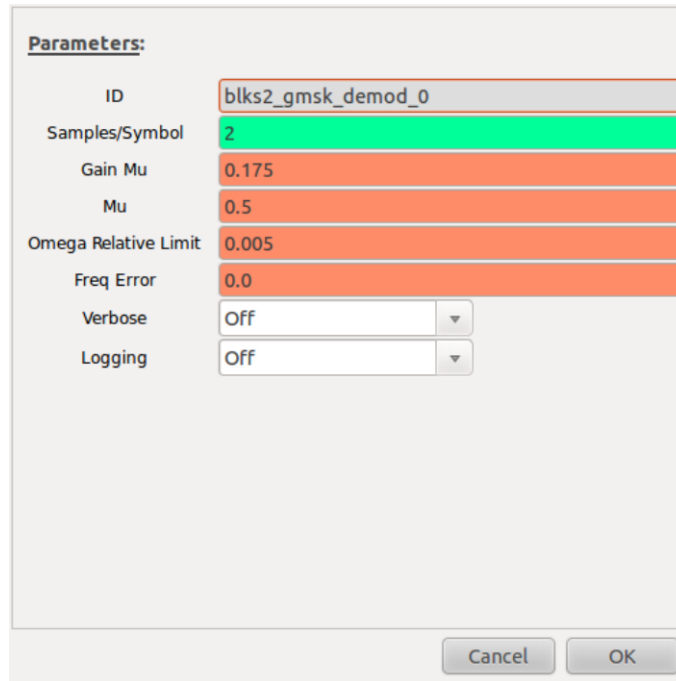 Parameters:
ID blks2_gmsk_demod_0
Samples/Symbol 2
Gain Mu 0.175
Mu 0.5
Omega Relative Limit 0.005
Freq Error 0.0
Verbose Off
Logging Off
Cancel OK